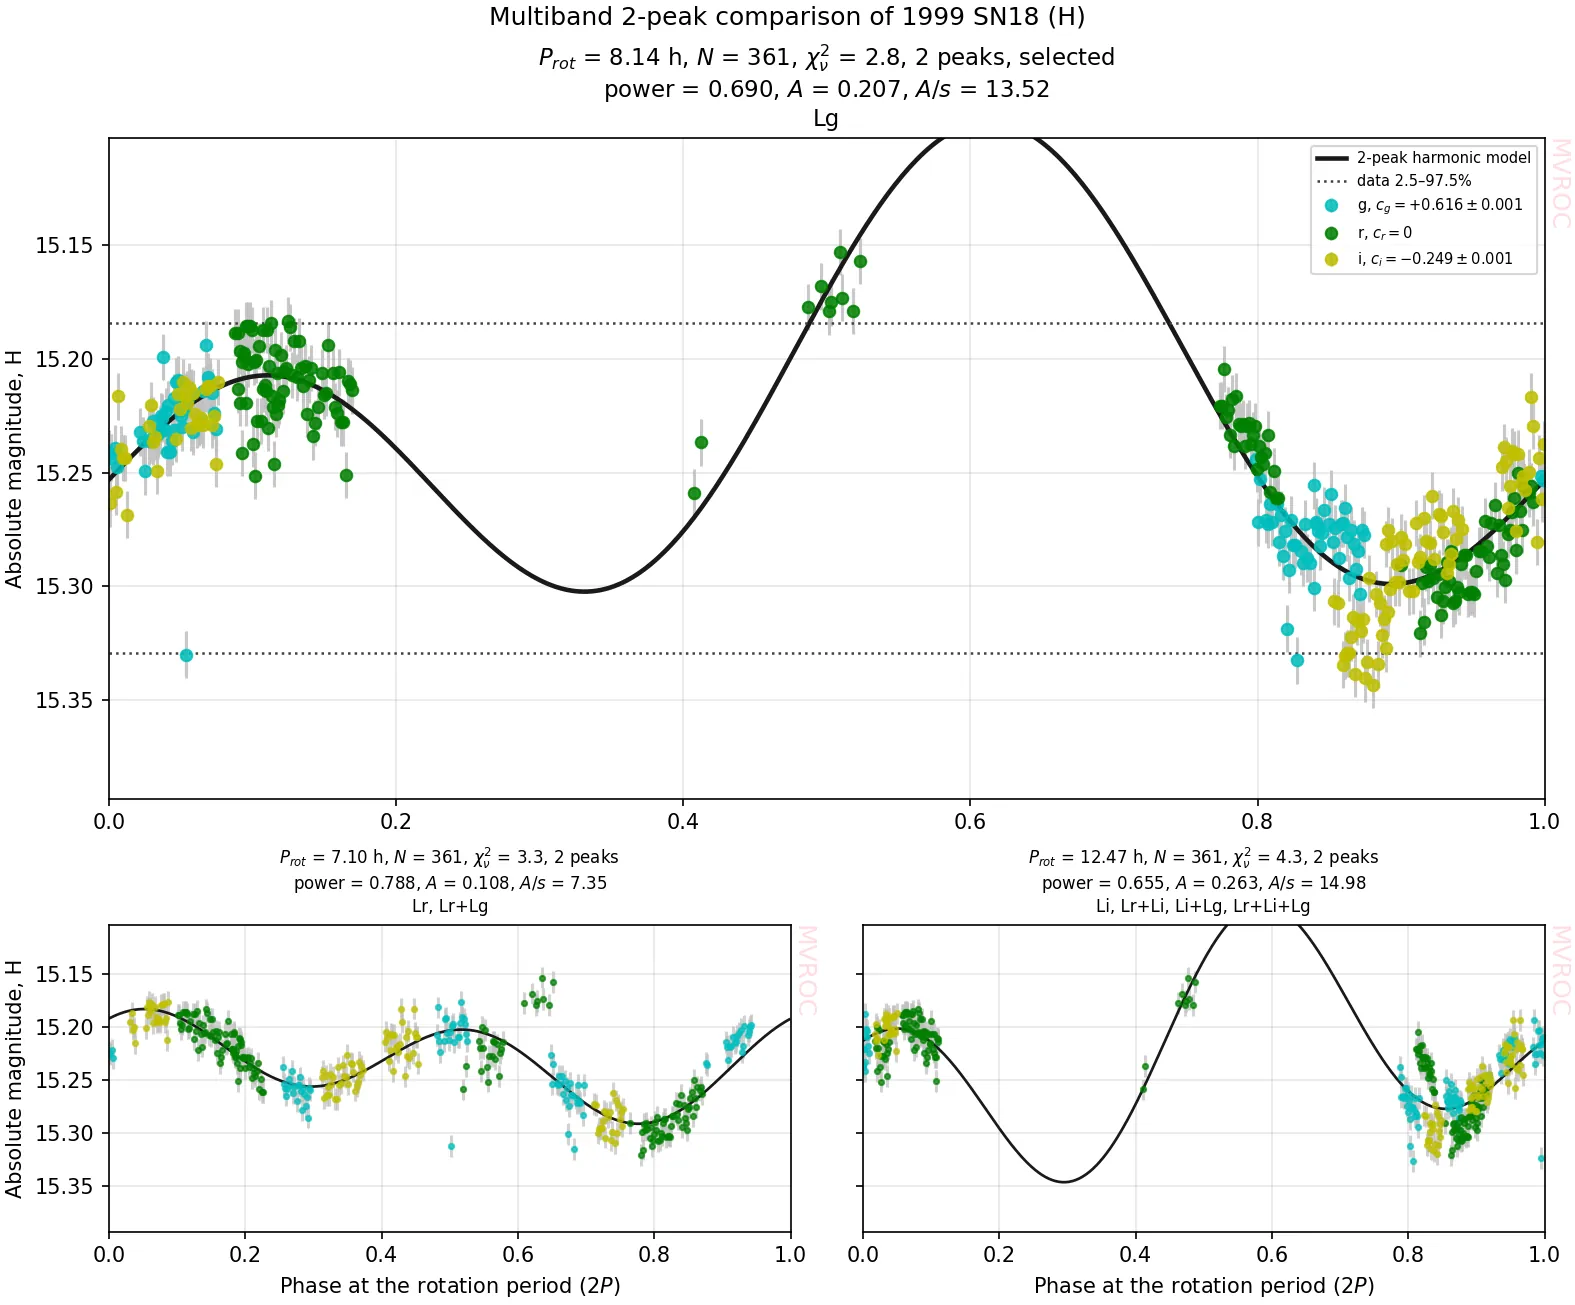 Multiband 2-peak comparison of 1999 SN18 (H)
P_rot = 8.14 h, N = 361, χ²_ν = 2.8, 2 peaks, selected
power = 0.690, A = 0.207, A/s = 13.52
Lg
2-peak harmonic model
data 2.5–97.5%
g, c_g = +0.616 ± 0.001
r, c_r = 0
i, c_i = −0.249 ± 0.001
MVROC
Absolute magnitude, H
15.15
15.20
15.25
15.30
15.35
0.0 0.2 0.4 0.6 0.8 1.0
P_rot = 7.10 h, N = 361, χ²_ν = 3.3, 2 peaks
power = 0.788, A = 0.108, A/s = 7.35
Lr, Lr+Lg
MVROC
Absolute magnitude, H
15.15
15.20
15.25
15.30
15.35
0.0 0.2 0.4 0.6 0.8 1.0
Phase at the rotation period (2P)
P_rot = 12.47 h, N = 361, χ²_ν = 4.3, 2 peaks
power = 0.655, A = 0.263, A/s = 14.98
Li, Lr+Li, Li+Lg, Lr+Li+Lg
MVROC
0.0 0.2 0.4 0.6 0.8 1.0
Phase at the rotation period (2P)